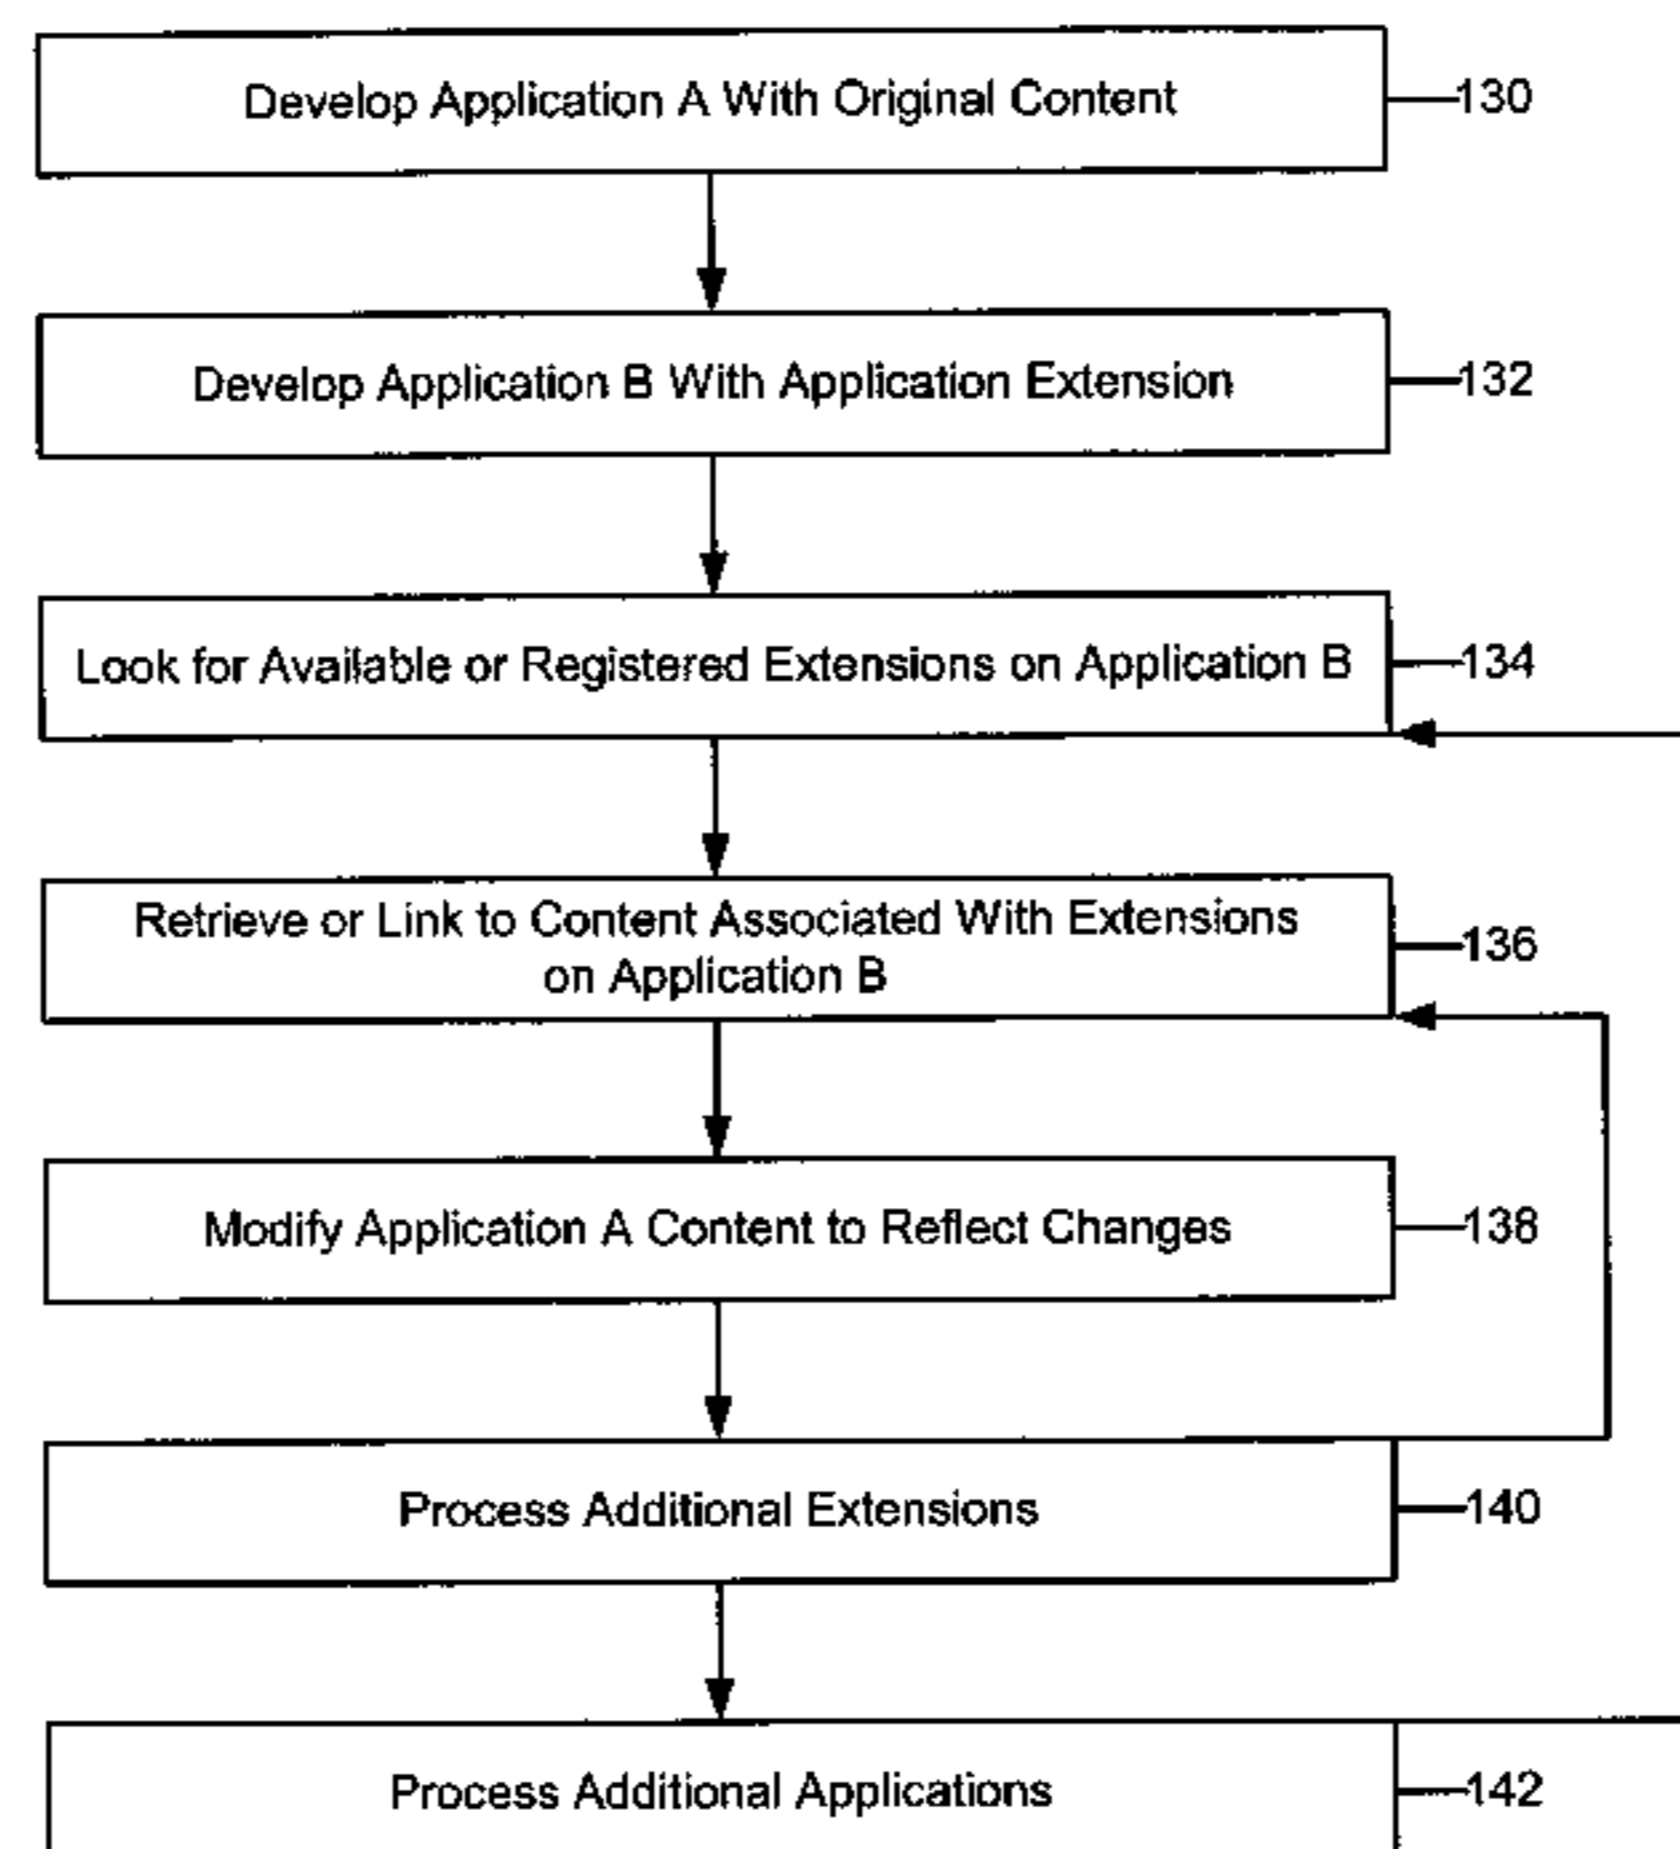 Develop Application A With Original Content
130
Develop Application B With Application Extension
132
Look for Available or Registered Extensions on Application B
134
Retrieve or Link to Content Associated With Extensions
on Application B
136
Modify Application A Content to Reflect Changes
138
Process Additional Extensions
140
Process Additional Applications
142